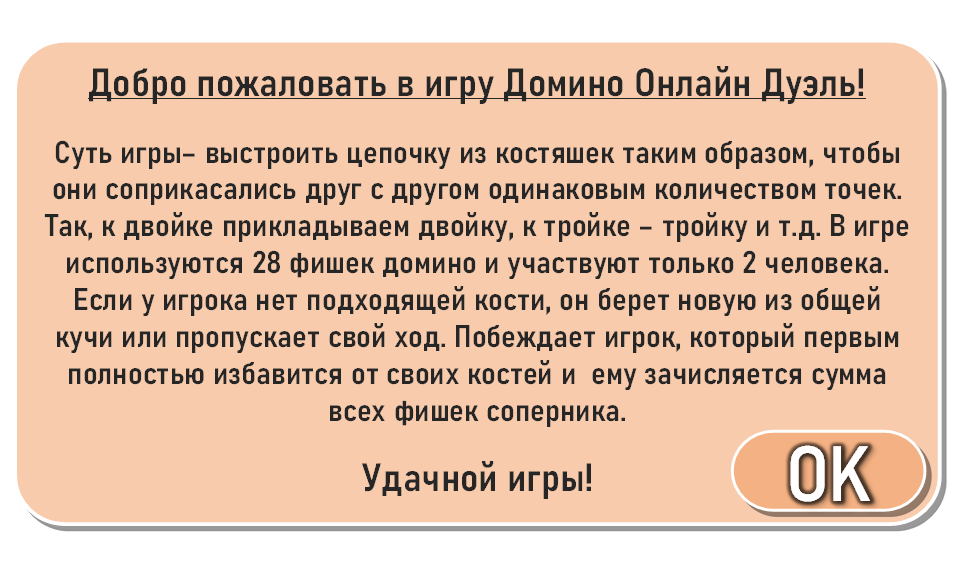 Добро пожаловать в игру Домино Онлайн Дуэль!
Суть игры– выстроить цепочку из костяшек таким образом, чтобы
они соприкасались друг с другом одинаковым количеством точек.
Так, к двойке прикладываем двойку, к тройке – тройку и т.д. В игре
используются 28 фишек домино и участвуют только 2 человека.
Если у игрока нет подходящей кости, он берет новую из общей
кучи или пропускает свой ход. Побеждает игрок, который первым
полностью избавится от своих костей и  ему зачисляется сумма
всех фишек соперника.
Удачной игры!
OK